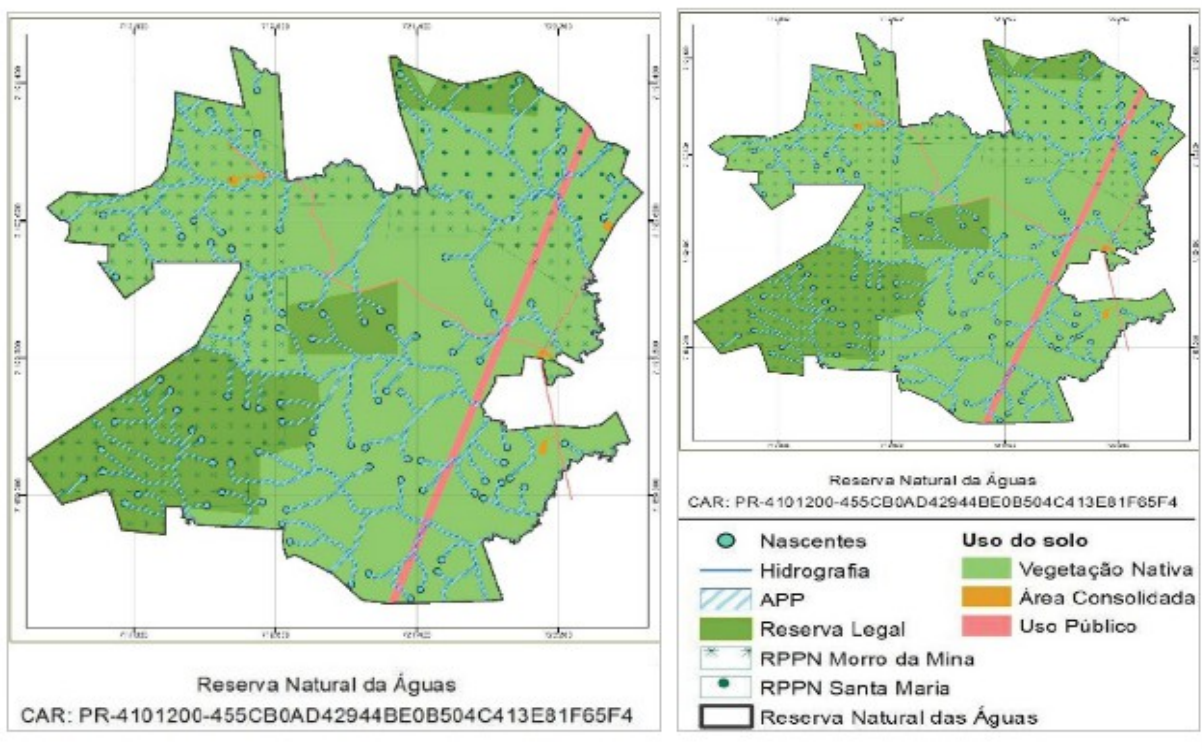 Reserva Natural da Águas
CAR: PR-4101200-455CB0AD42944BE0B504C413E81F65F4
Reserva Natural da Águas
CAR: PR-4101200-455CB0AD42944BE0B504C413E81F65F4
Nascentes
Hidrografia
APP
Reserva Legal
RPPN Morro da Mina
RPPN Santa Maria
Reserva Natural das Águas
Uso do solo
Vegetação Nativa
Área Consolidada
Uso Público